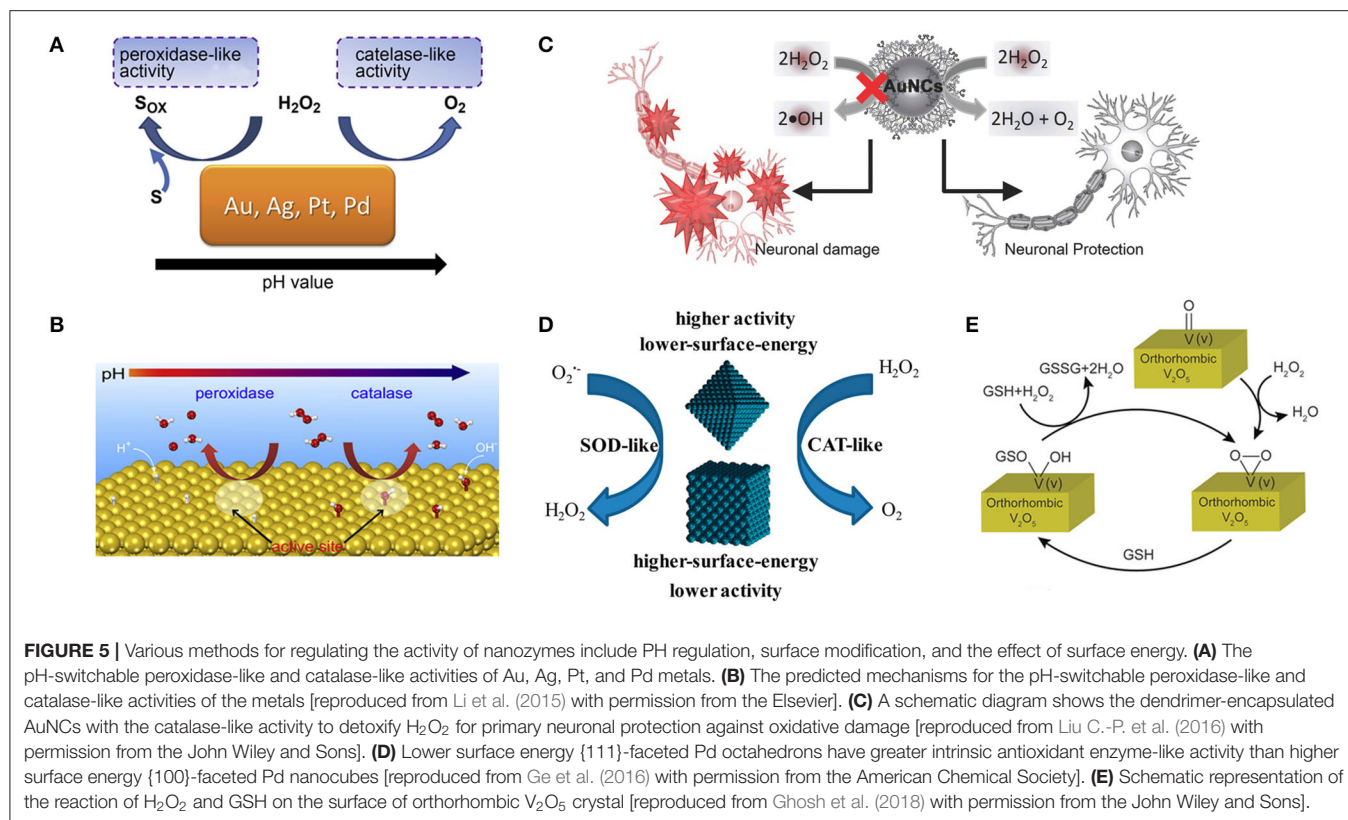 A
peroxidase-like
activity
catelase-like
activity
SOX
H2O2
O2
S
Au, Ag, Pt, Pd
pH value
B
pH
peroxidase
catalase
H+
OH-
active site
C
2H2O2
2H2O2
AuNCs
2•OH
2H2O + O2
Neuronal damage
Neuronal Protection
D
higher activity
lower-surface-energy
O2•-
H2O2
SOD-like
CAT-like
H2O2
O2
higher-surface-energy
lower activity
E
O
V (v)
Orthorhombic
V2O5
GSSG+2H2O
GSH+H2O2
H2O2
H2O
GSO
OH
V (v)
Orthorhombic
V2O5
O
O
V (v)
Orthorhombic
V2O5
GSH
FIGURE 5 | Various methods for regulating the activity of nanozymes include PH regulation, surface modification, and the effect of surface energy. (A) The
pH-switchable peroxidase-like and catalase-like activities of Au, Ag, Pt, and Pd metals. (B) The predicted mechanisms for the pH-switchable peroxidase-like and
catalase-like activities of the metals [reproduced from Li et al. (2015) with permission from the Elsevier]. (C) A schematic diagram shows the dendrimer-encapsulated
AuNCs with the catalase-like activity to detoxify H2O2 for primary neuronal protection against oxidative damage [reproduced from Liu C.-P. et al. (2016) with
permission from the John Wiley and Sons]. (D) Lower surface energy {111}-faceted Pd octahedrons have greater intrinsic antioxidant enzyme-like activity than higher
surface energy {100}-faceted Pd nanocubes [reproduced from Ge et al. (2016) with permission from the American Chemical Society]. (E) Schematic representation of
the reaction of H2O2 and GSH on the surface of orthorhombic V2O5 crystal [reproduced from Ghosh et al. (2018) with permission from the John Wiley and Sons].